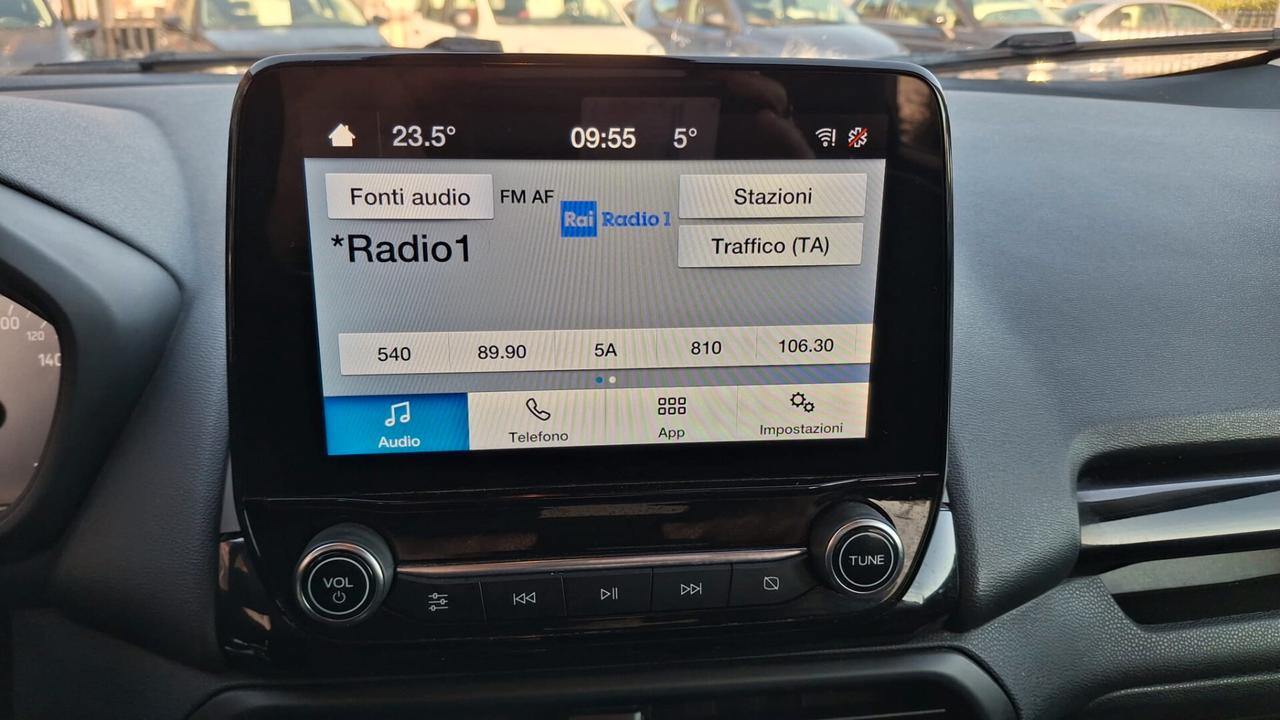 23.5° 09:55 5°
Fonti audio FM AF Rai Radio 1 Stazioni
*Radio1 Traffico (TA)
540 89.90 5A 810 106.30
Audio Telefono App Impostazioni
VOL TUNE
120
140